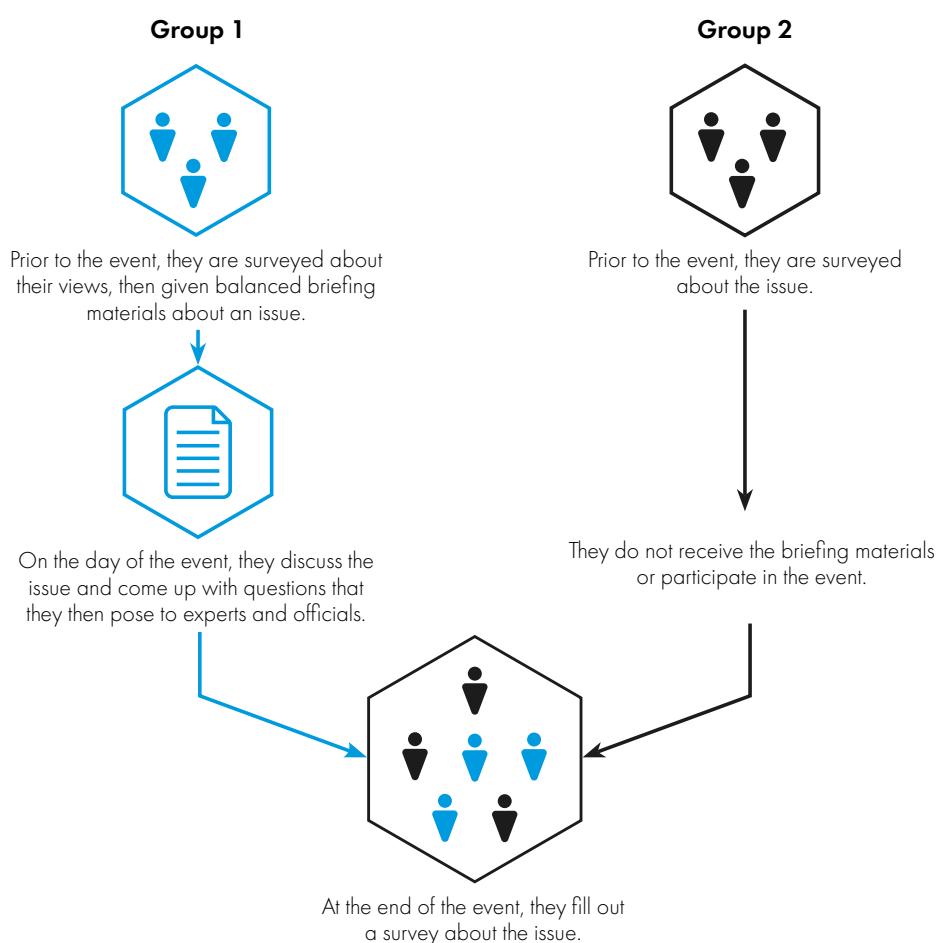 Group 1
Prior to the event, they are surveyed about
their views, then given balanced briefing
materials about an issue.
On the day of the event, they discuss the
issue and come up with questions that
they then pose to experts and officials.
Group 2
Prior to the event, they are surveyed
about the issue.
They do not receive the briefing materials
or participate in the event.
At the end of the event, they fill out
a survey about the issue.